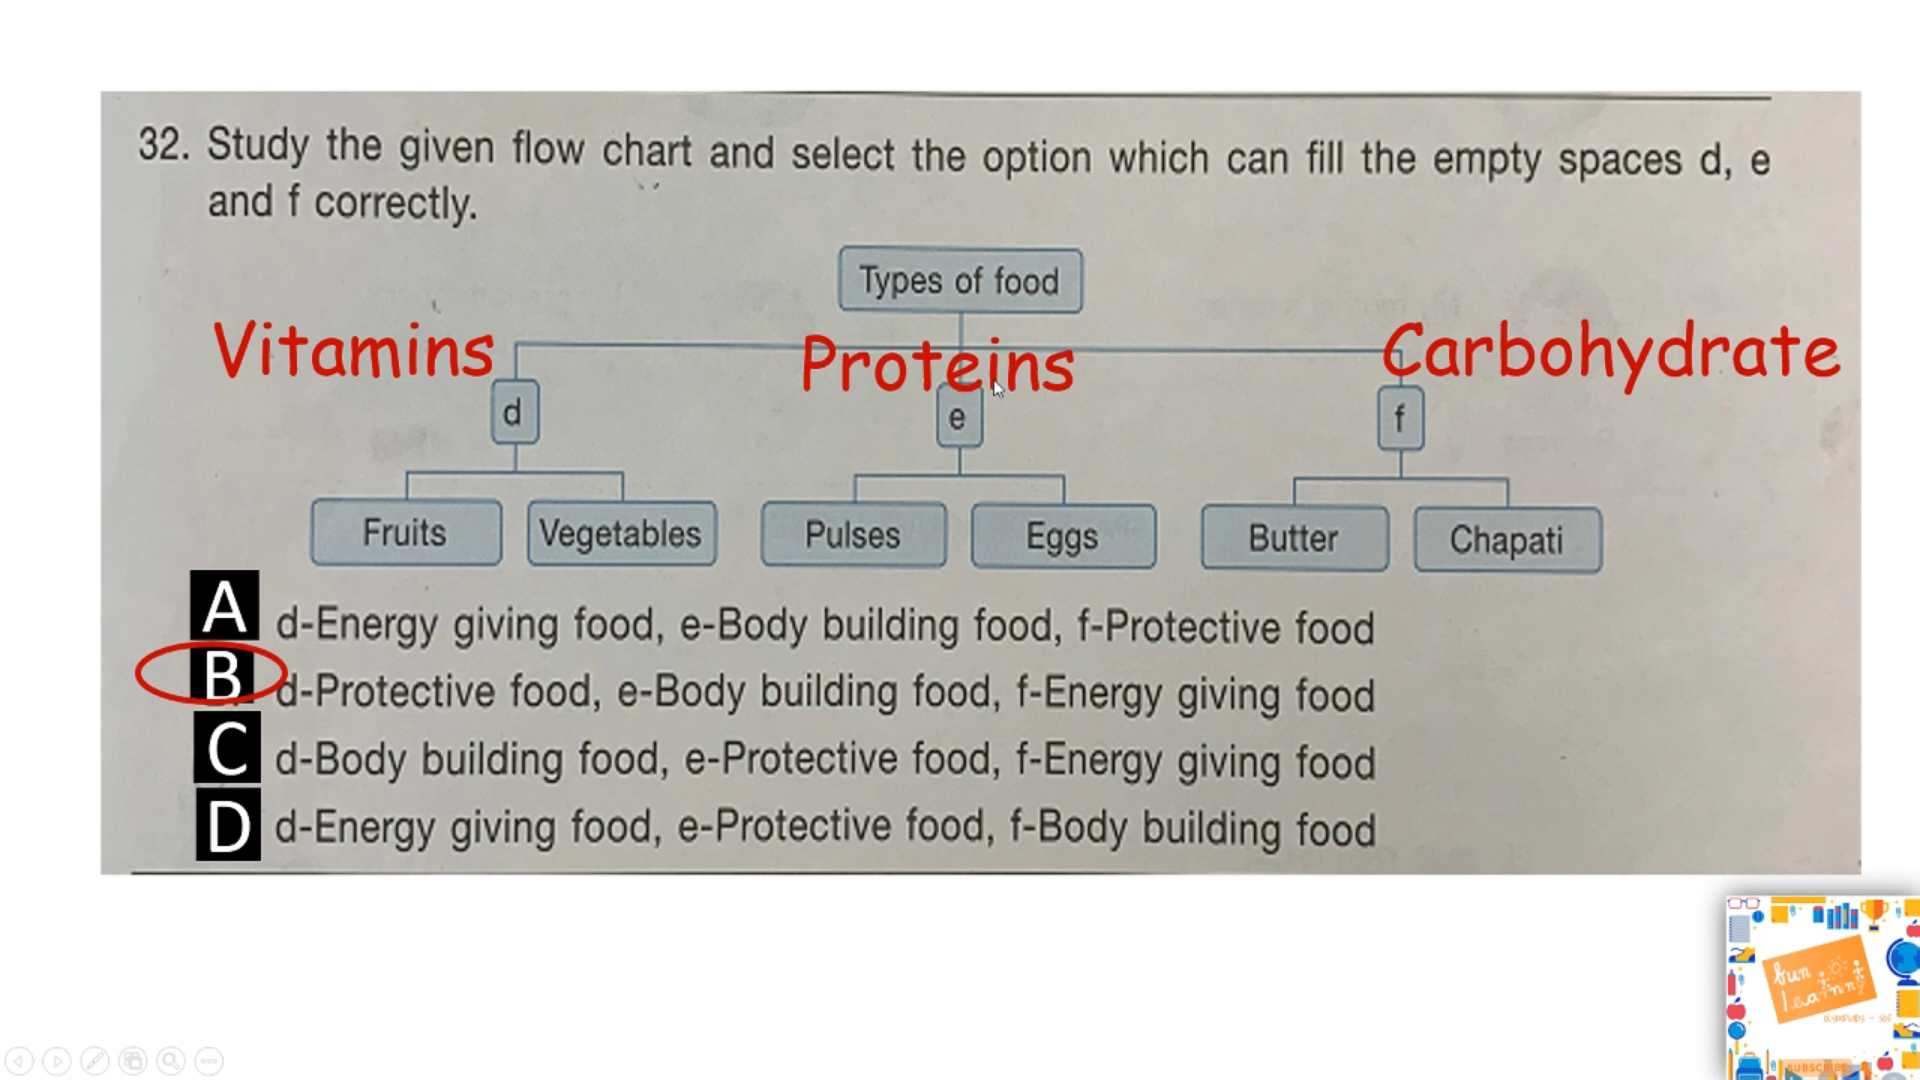 32. Study the given flow chart and select the option which can fill the empty spaces d, e
and f correctly.
Types of food
Vitamins
Proteins
Carbohydrate
d
e
f
Fruits
Vegetables
Pulses
Eggs
Butter
Chapati
A d-Energy giving food, e-Body building food, f-Protective food
B d-Protective food, e-Body building food, f-Energy giving food
C d-Body building food, e-Protective food, f-Energy giving food
D d-Energy giving food, e-Protective food, f-Body building food
learning
SUBSCRIBE